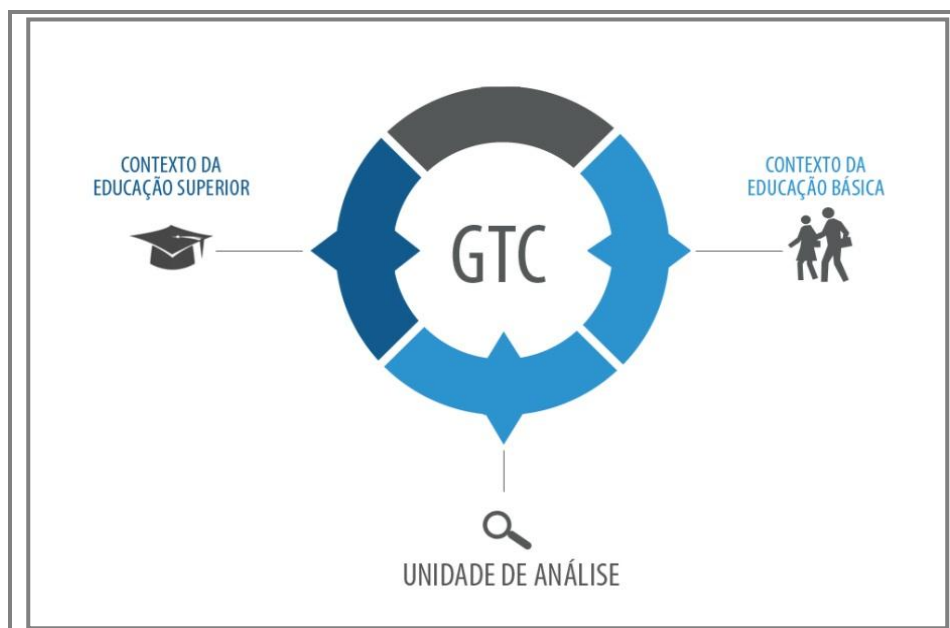 CONTEXTO DA
EDUCAÇÃO SUPERIOR
CONTEXTO DA
EDUCAÇÃO BÁSICA
GTC
UNIDADE DE ANÁLISE